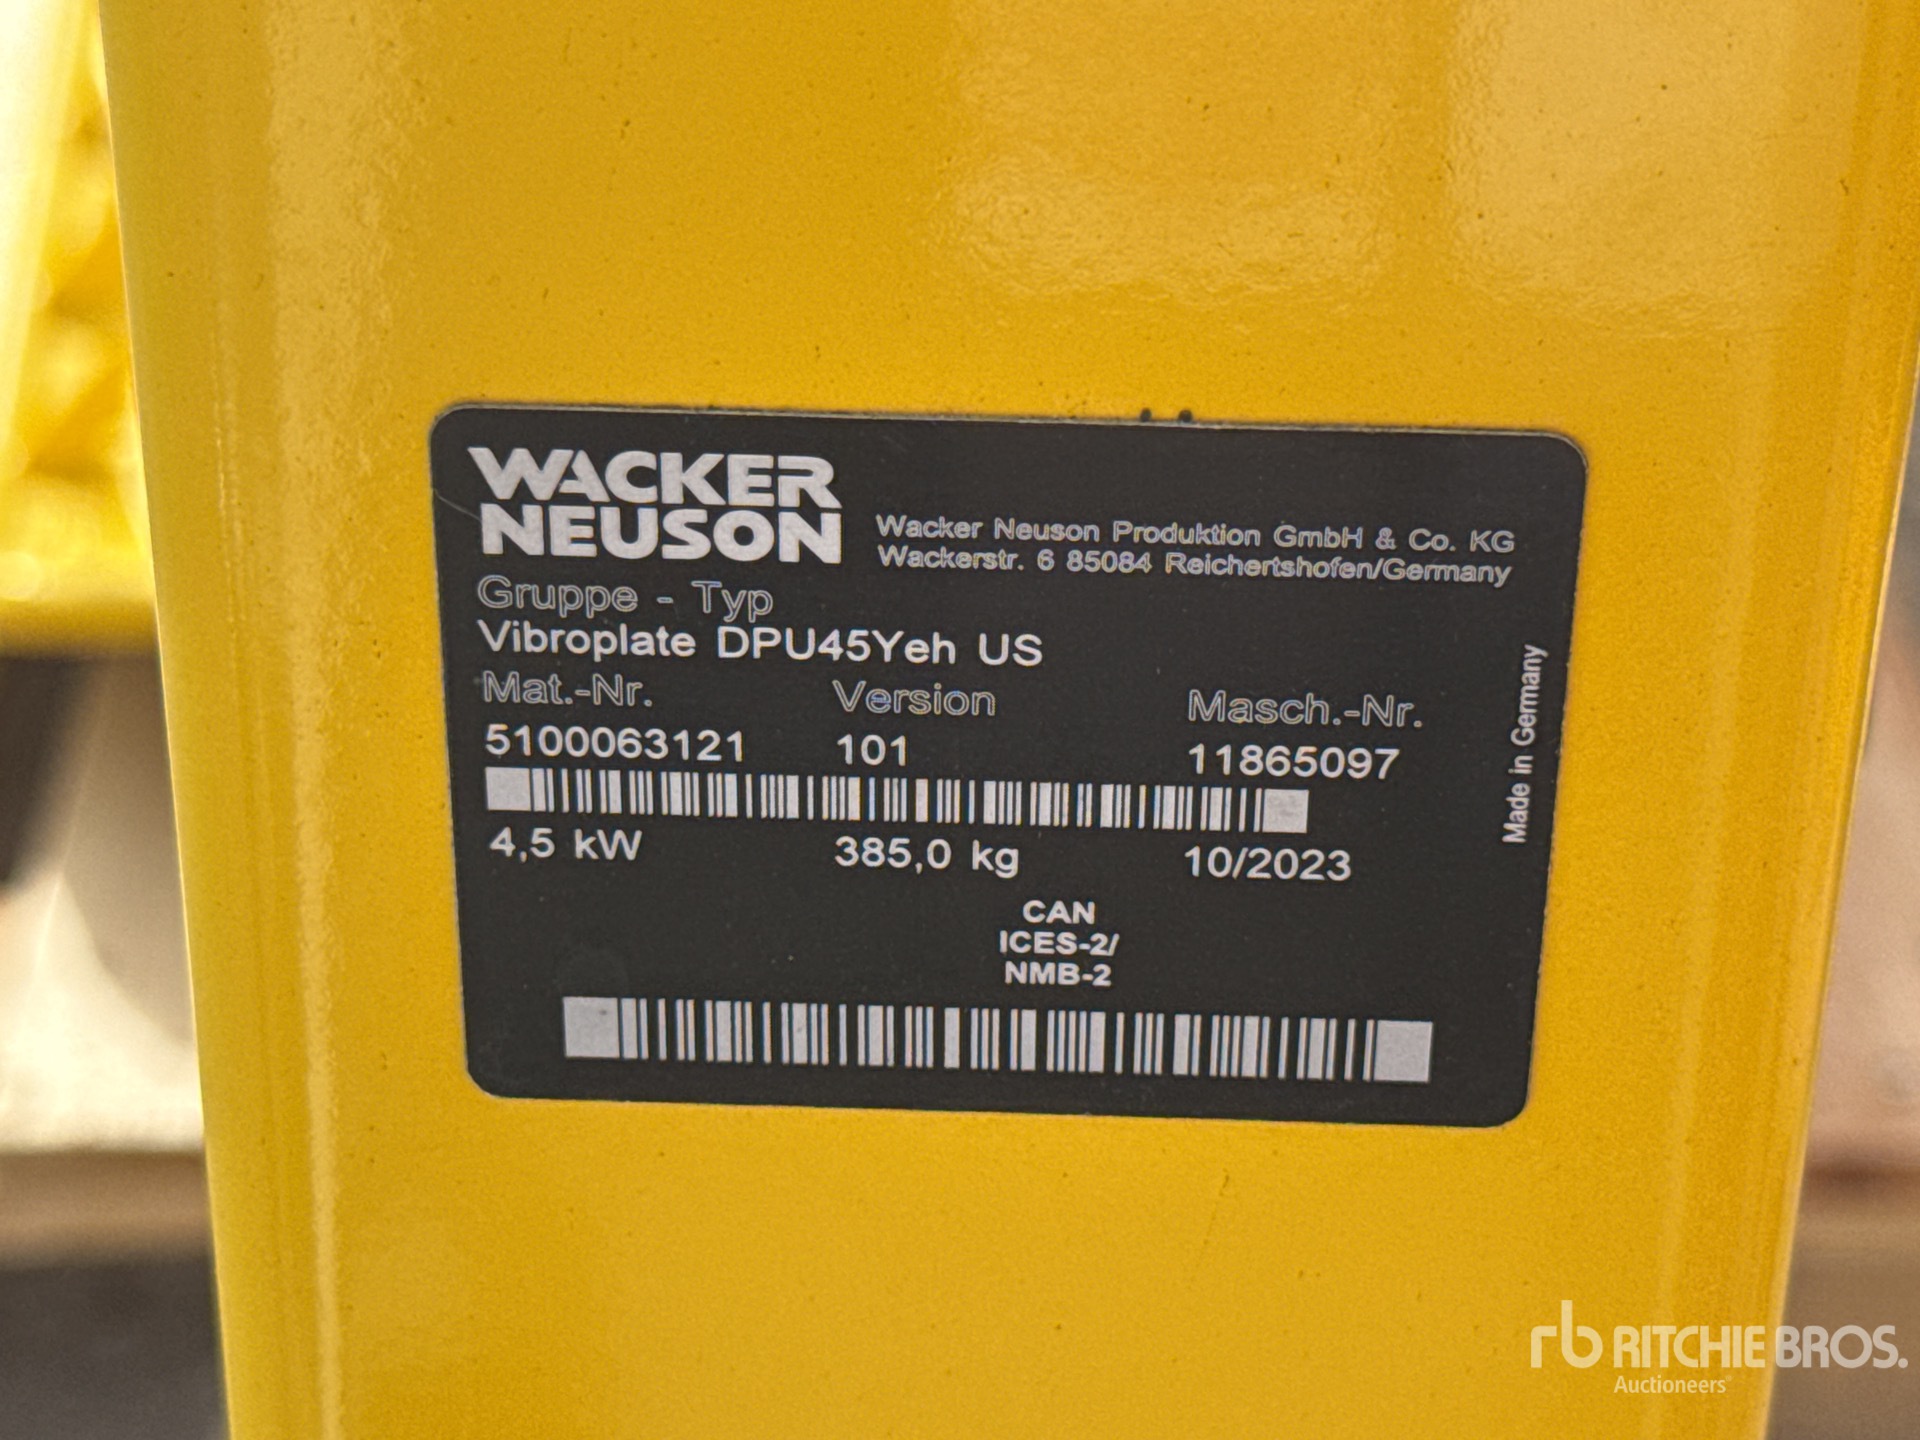 WACKER
NEUSON
Wacker Neuson Produktion GmbH & Co. KG
Wackerstr. 6 85084 Reichertshofen/Germany
Gruppe - Typ
Vibroplate DPU45Yeh US
Mat.-Nr. Version Masch.-Nr.
5100063121 101 11865097
4,5 kW 385,0 kg 10/2023
CAN
ICES-2/
NMB-2
Made in Germany
rb RITCHIE BROS.
Auctioneers